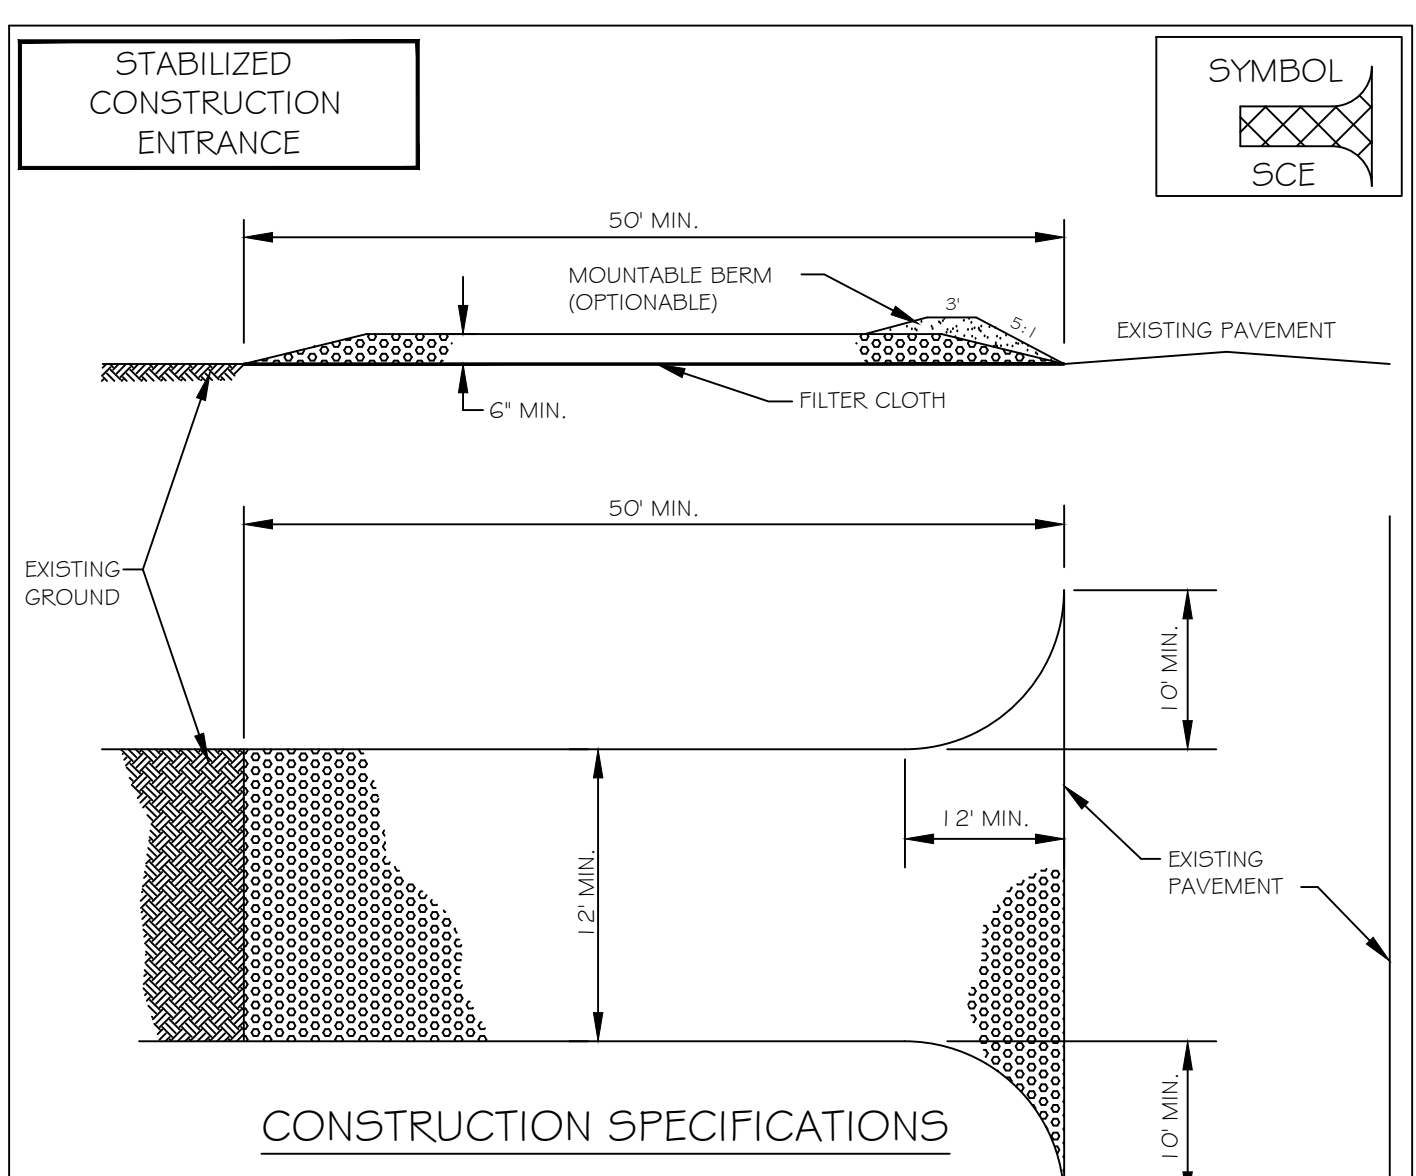 STABILIZED
CONSTRUCTION
ENTRANCE
SYMBOL
SCE
50' MIN.
MOUNTABLE BERM
(OPTIONABLE)
3'
5:1
EXISTING PAVEMENT
FILTER CLOTH
6" MIN.
50' MIN.
EXISTING
GROUND
10' MIN.
12' MIN.
12' MIN.
EXISTING
PAVEMENT
10' MIN.
CONSTRUCTION SPECIFICATIONS